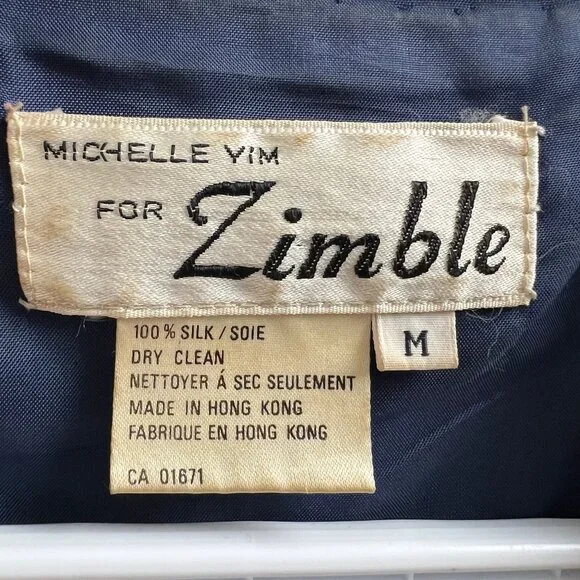 MICHELLE YIM
FOR Zimble
100% SILK / SOIE
DRY CLEAN
NETTOYER Á SEC SEULEMENT
MADE IN HONG KONG
FABRIQUE EN HONG KONG
CA 01671
M